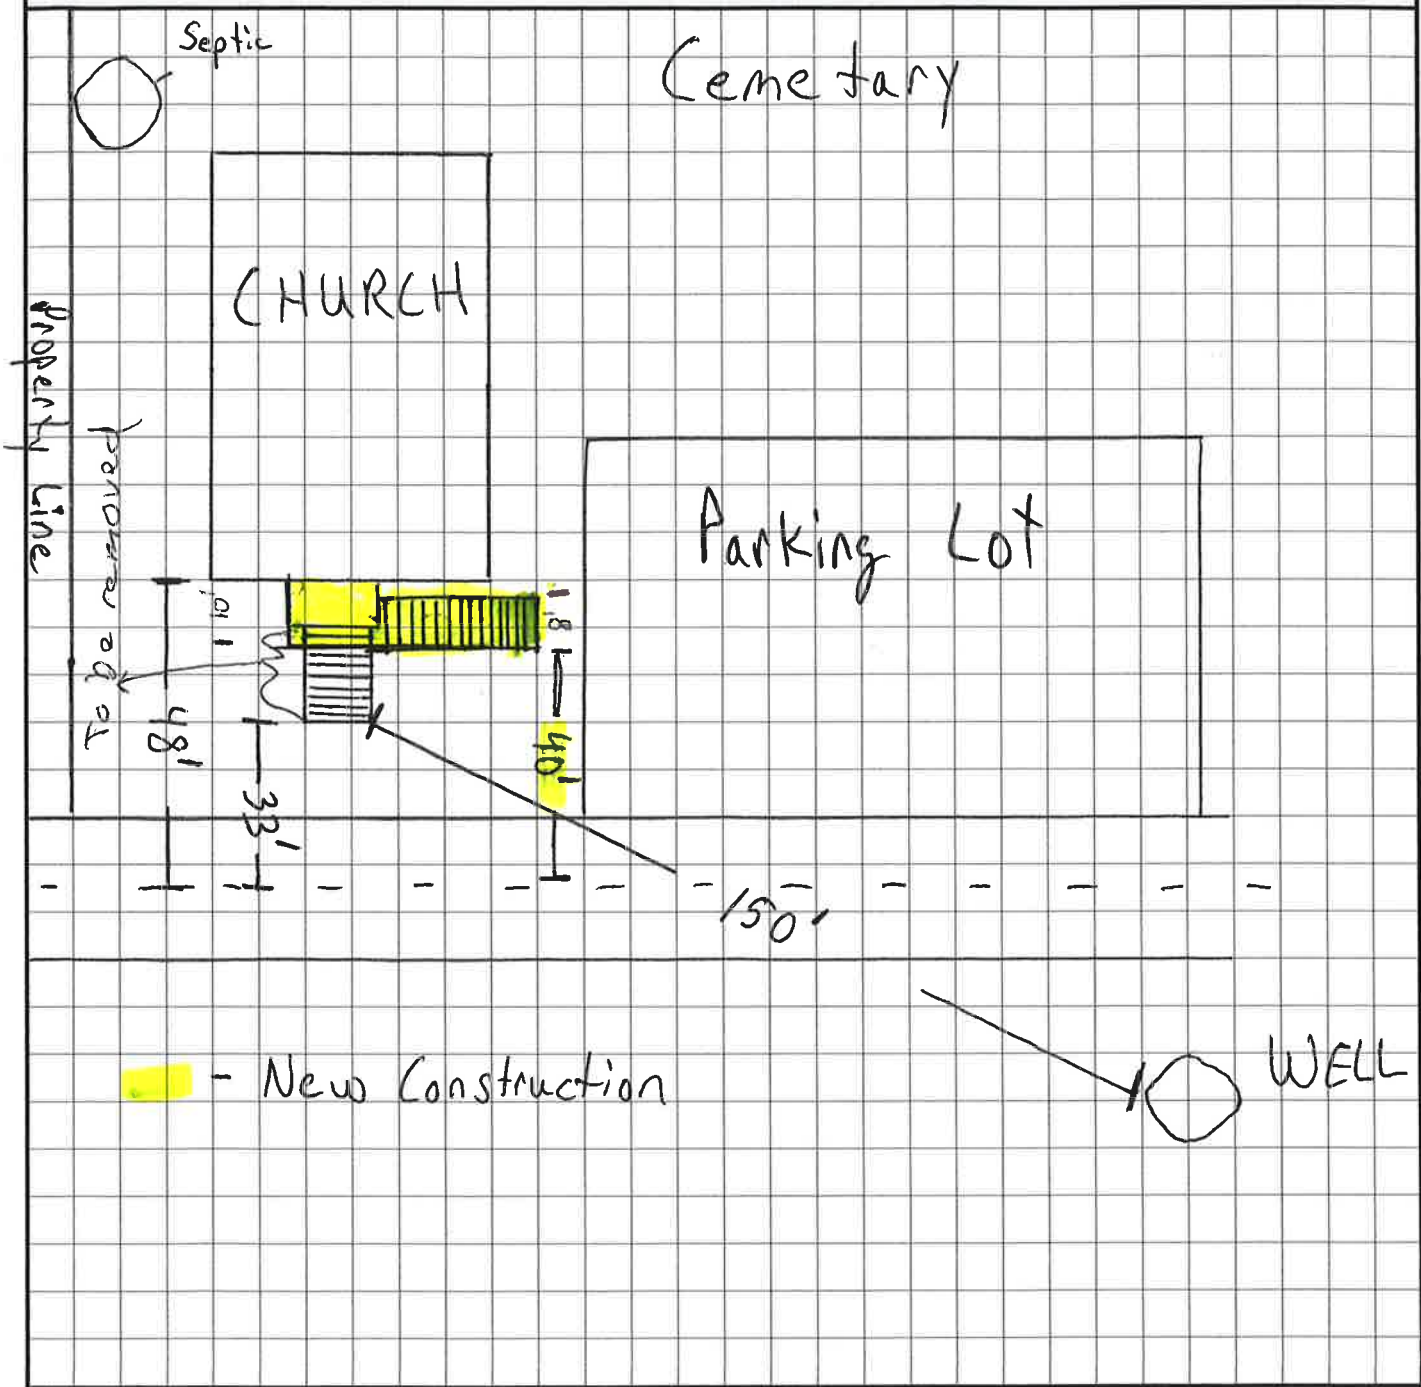 Septic
Cemetary
CHURCH
Property Line
To Be removed
Parking Lot
10'
8'
48'
33'
40'
150'
- New Construction
WELL